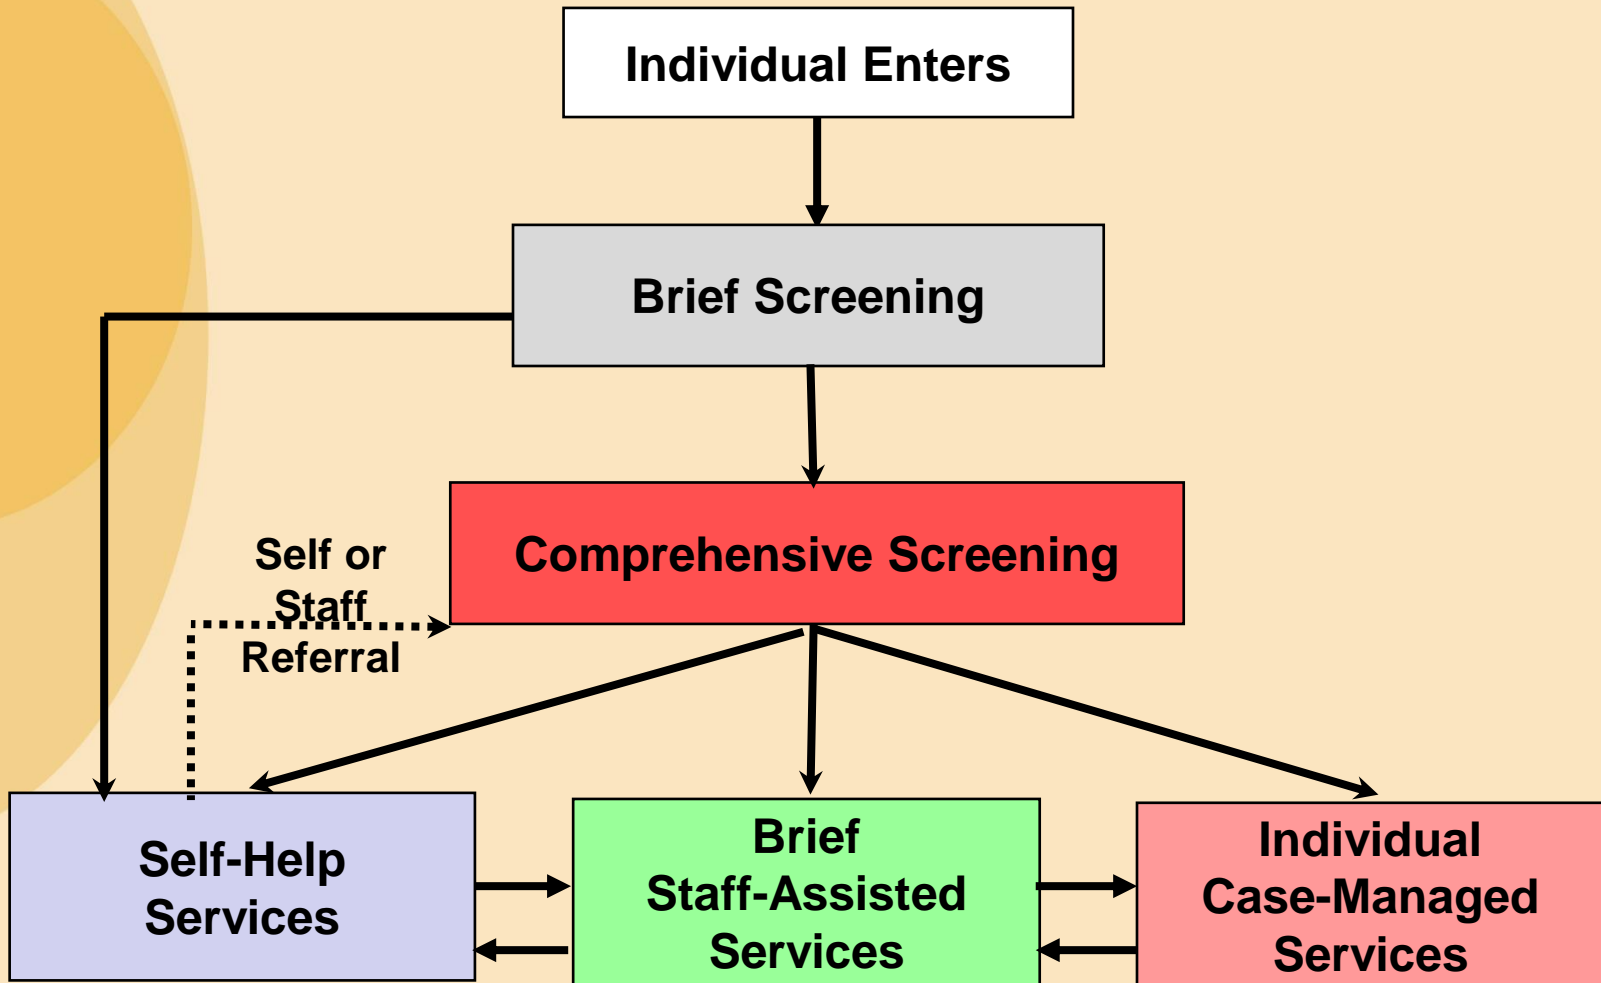 Individual Enters
Brief Screening
Comprehensive Screening
Self or
Staff
Referral
Self-Help
Services
Brief
Staff-Assisted
Services
Individual
Case-Managed
Services